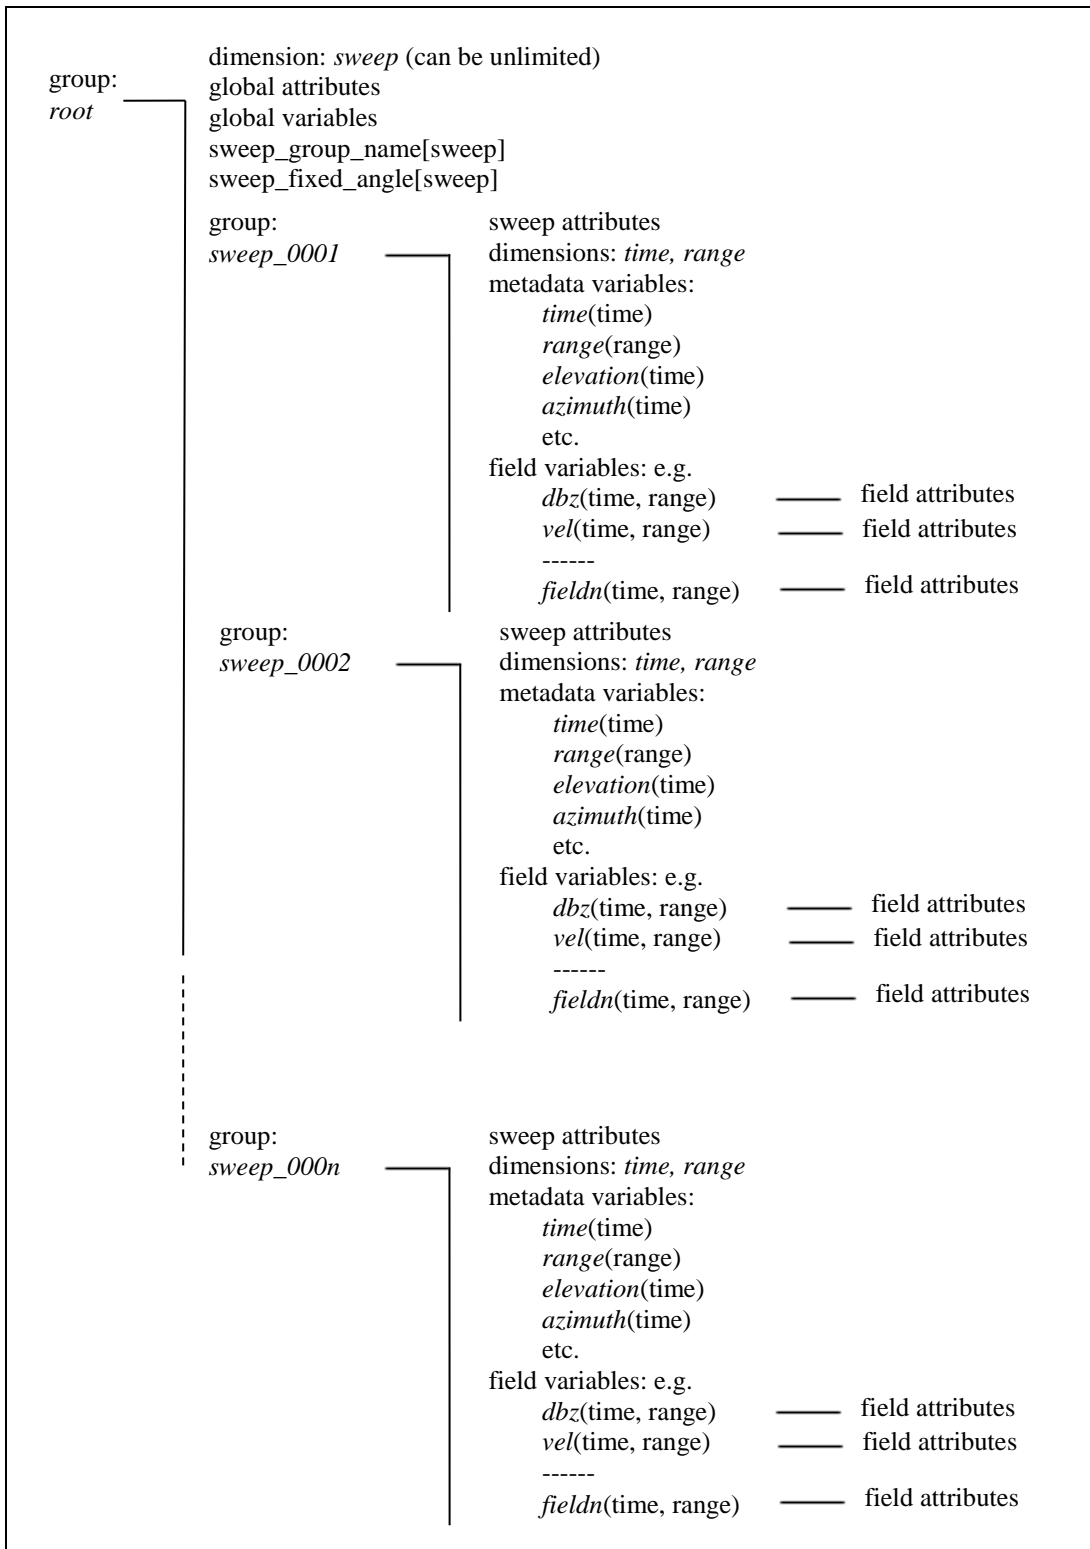 dimension: sweep (can be unlimited)
group:
root
global attributes
global variables
sweep_group_name[sweep]
sweep_fixed_angle[sweep]
group:
sweep_0001
sweep attributes
dimensions: time, range
metadata variables:
time(time)
range(range)
elevation(time)
azimuth(time)
etc.
field variables: e.g.
dbz(time, range) field attributes
vel(time, range) field attributes
------
fieldn(time, range) field attributes
group:
sweep_0002
sweep attributes
dimensions: time, range
metadata variables:
time(time)
range(range)
elevation(time)
azimuth(time)
etc.
field variables: e.g.
dbz(time, range) field attributes
vel(time, range) field attributes
------
fieldn(time, range) field attributes
group:
sweep_000n
sweep attributes
dimensions: time, range
metadata variables:
time(time)
range(range)
elevation(time)
azimuth(time)
etc.
field variables: e.g.
dbz(time, range) field attributes
vel(time, range) field attributes
------
fieldn(time, range) field attributes